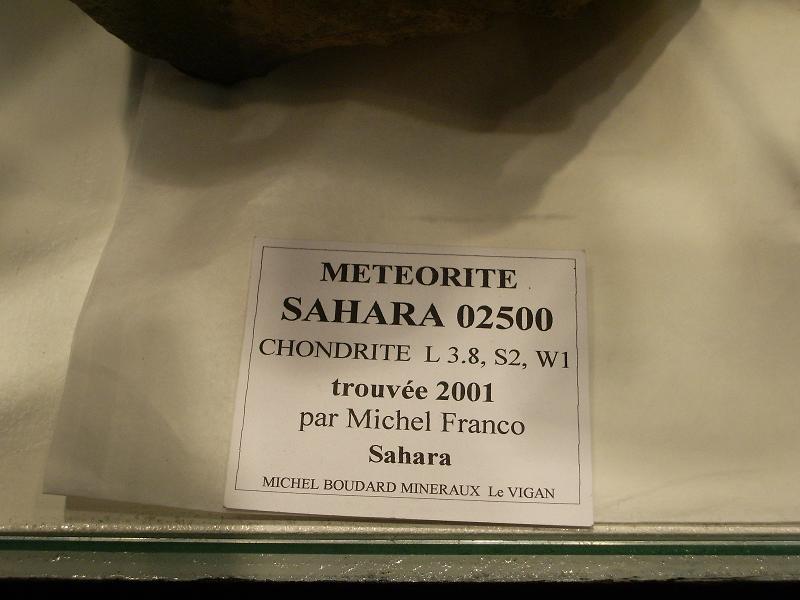 METEORITE
SAHARA 02500
CHONDRITE L 3.8, S2, W1
trouvée 2001
par Michel Franco
Sahara
MICHEL BOUDARD MINERAUX Le VIGAN